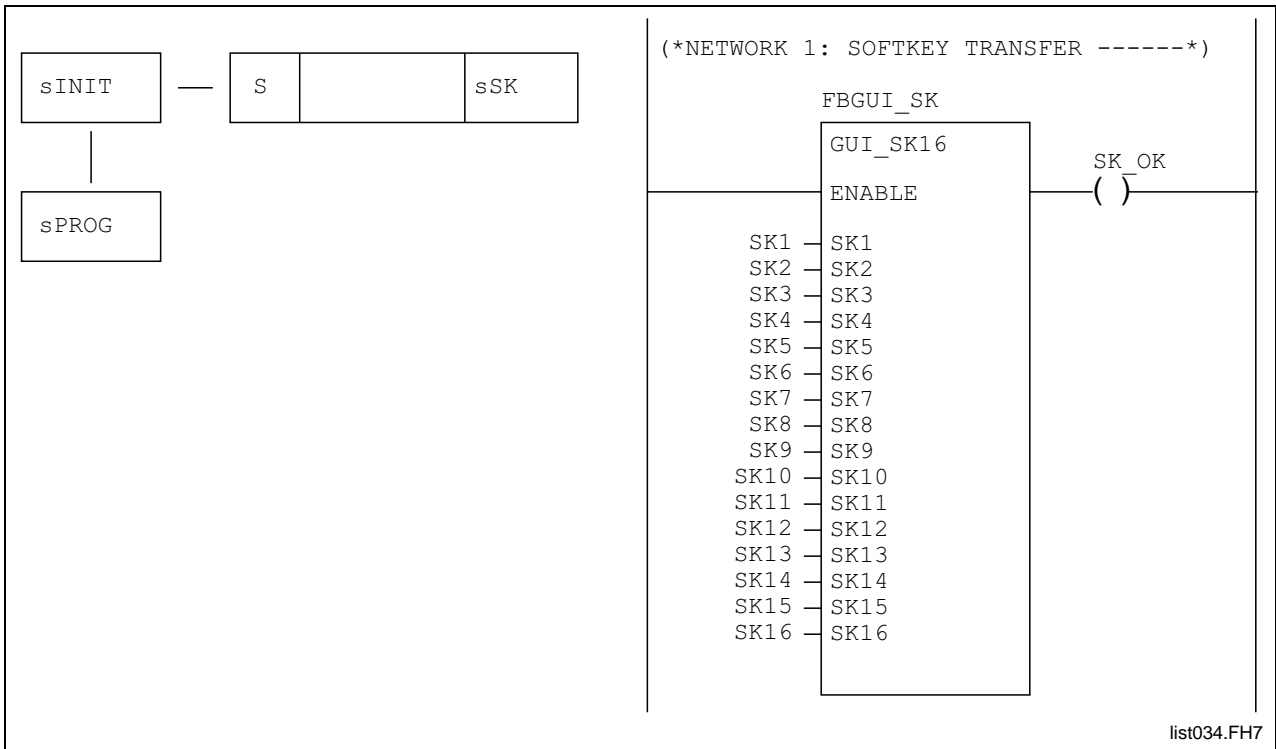 sINIT S sSK
sPROG
(*NETWORK 1: SOFTKEY TRANSFER ------*)
FBGUI_SK
GUI_SK16
SK_OK
ENABLE
( )
SK1 SK1
SK2 SK2
SK3 SK3
SK4 SK4
SK5 SK5
SK6 SK6
SK7 SK7
SK8 SK8
SK9 SK9
SK10 SK10
SK11 SK11
SK12 SK12
SK13 SK13
SK14 SK14
SK15 SK15
SK16 SK16
list034.FH7